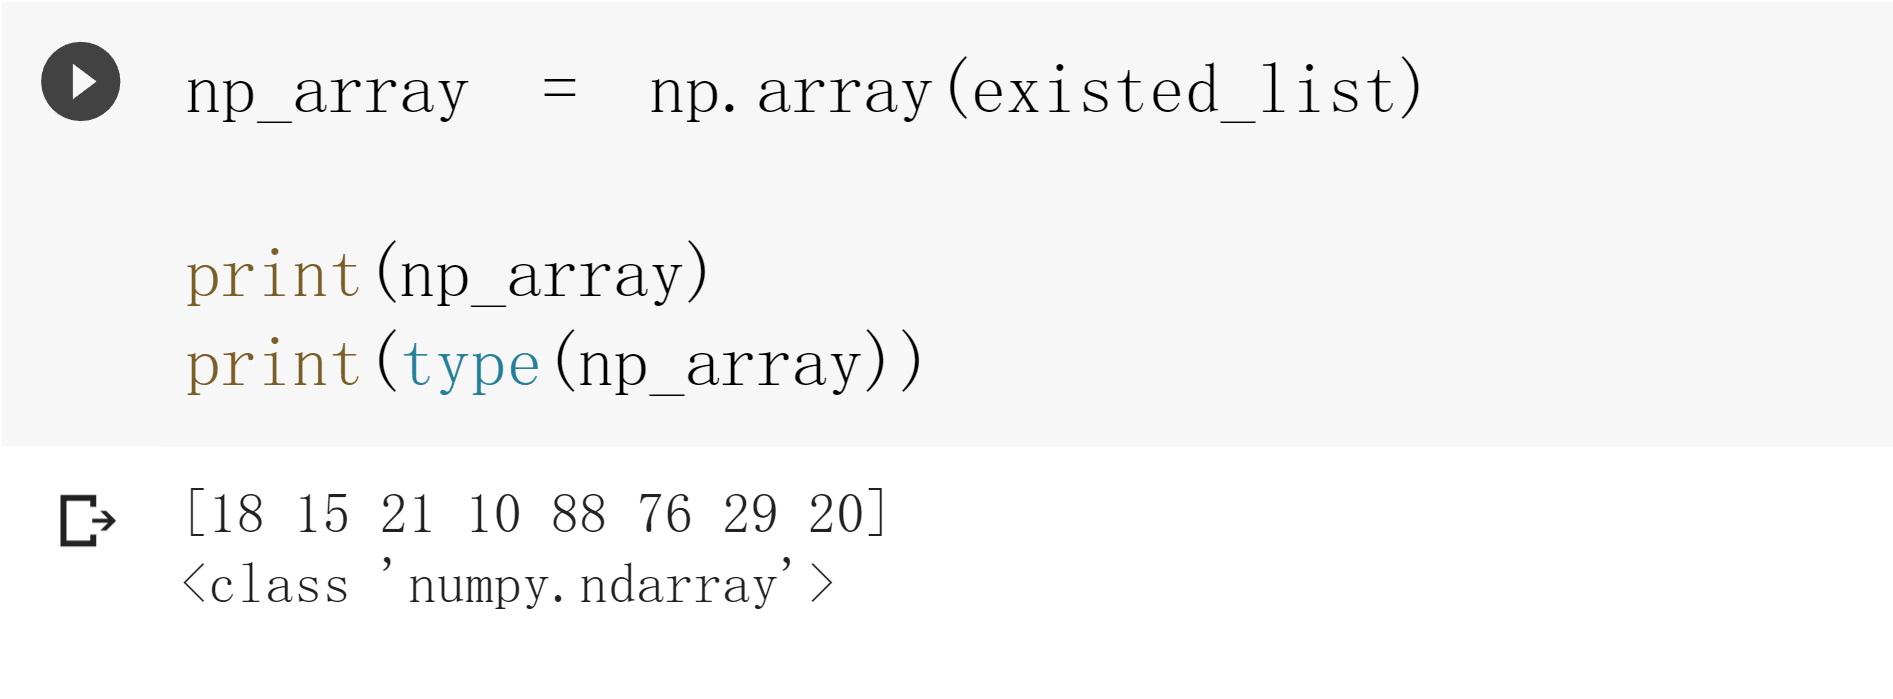 np_array = np.array(existed_list)
print(np_array)
print(type(np_array))
[18 15 21 10 88 76 29 20]
<class 'numpy.ndarray'>